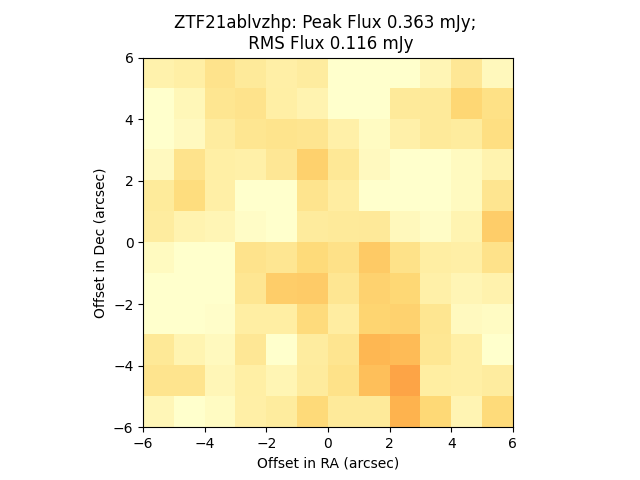 ZTF21ablvzhp: Peak Flux 0.363 mJy;
RMS Flux 0.116 mJy
6
4
2
0
−2
−4
−6
Offset in Dec (arcsec)
−6 −4 −2 0 2 4 6
Offset in RA (arcsec)